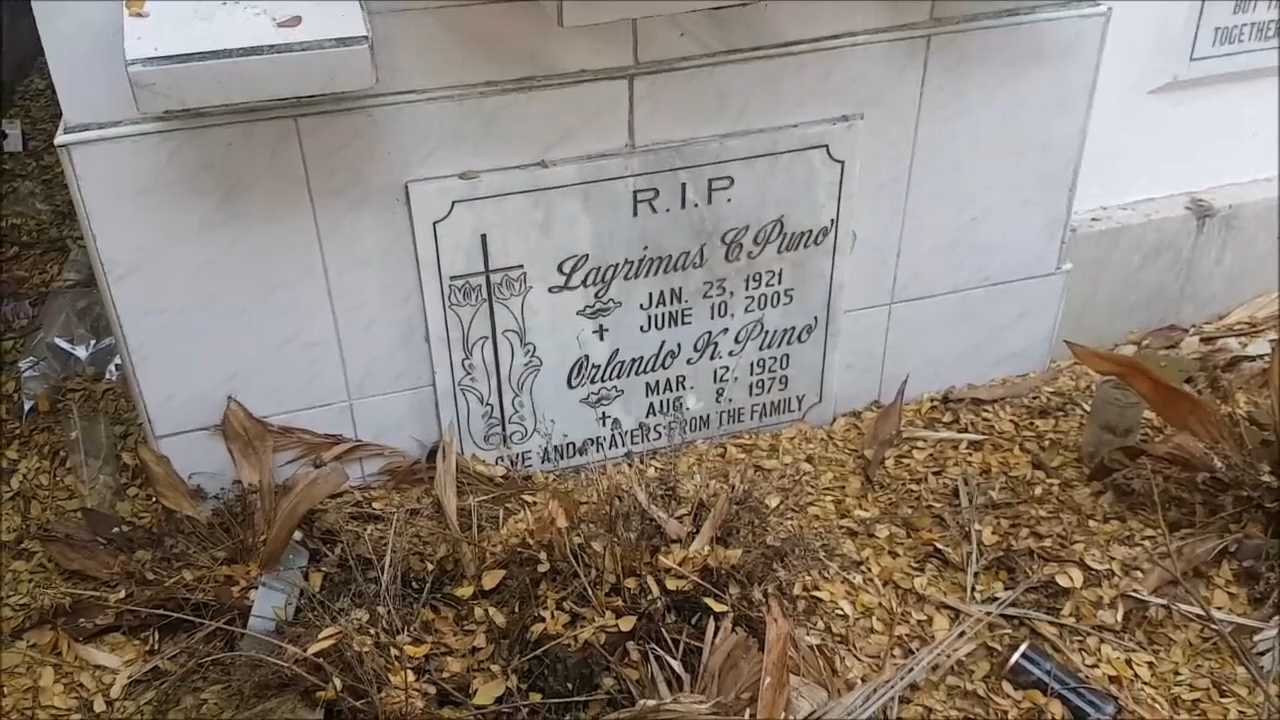 R.I.P.
Lagrimas C. Puno
JAN. 23, 1921
JUNE 10, 2005
Orlando K. Puno
MAR. 12, 1920
AUG. 8, 1979
AND PRAYERS FROM THE FAMILY
BUT
TOGETHER